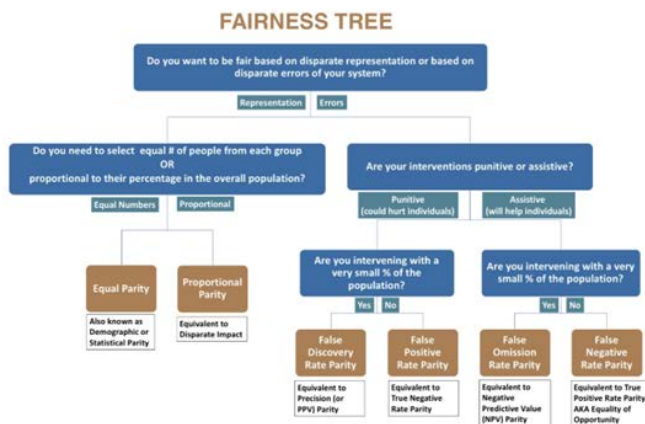 FAIRNESS TREE
Do you want to be fair based on disparate representation or based on
disparate errors of your system?
Representation
Errors
Do you need to select equal # of people from each group
OR
proportional to their percentage in the overall population?
Equal Numbers
Proportional
Are your interventions punitive or assistive?
Punitive
(could hurt individuals)
Assistive
(will help individuals)
Equal Parity
Also known as
Demographic or
Statistical Parity
Proportional
Parity
Equivalent to
Disparate Impact
Are you intervening with a
very small % of the
population?
Yes
No
Are you intervening with a very
small % of the population?
Yes
No
False
Discovery
Rate Parity
Equivalent to
Precision (or
PPV) Parity
False
Positive
Rate Parity
Equivalent to
True Negative
Rate Parity
False
Omission
Rate Parity
Equivalent to
Negative
Predictive Value
(NPV) Parity
False
Negative
Rate Parity
Equivalent to True
Positive Rate Parity
AKA Equality of
Opportunity